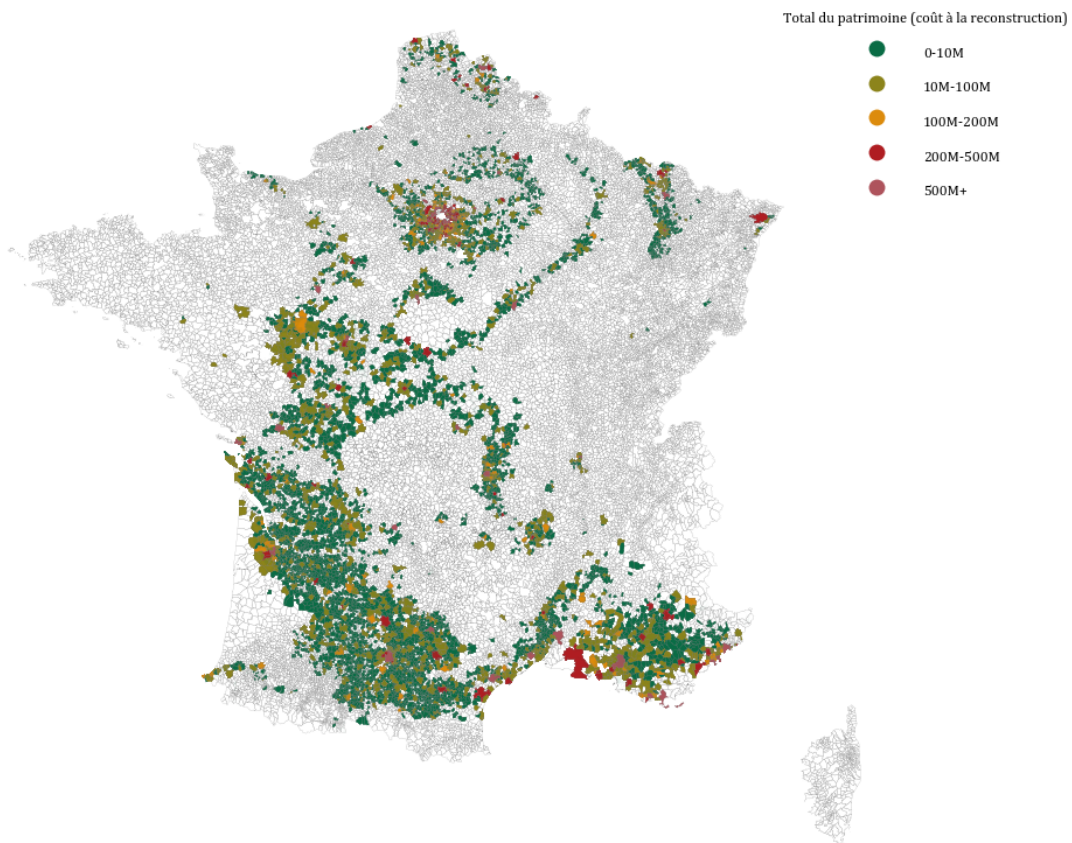 Total du patrimoine (coût à la reconstruction)
0-10M
10M-100M
100M-200M
200M-500M
500M+